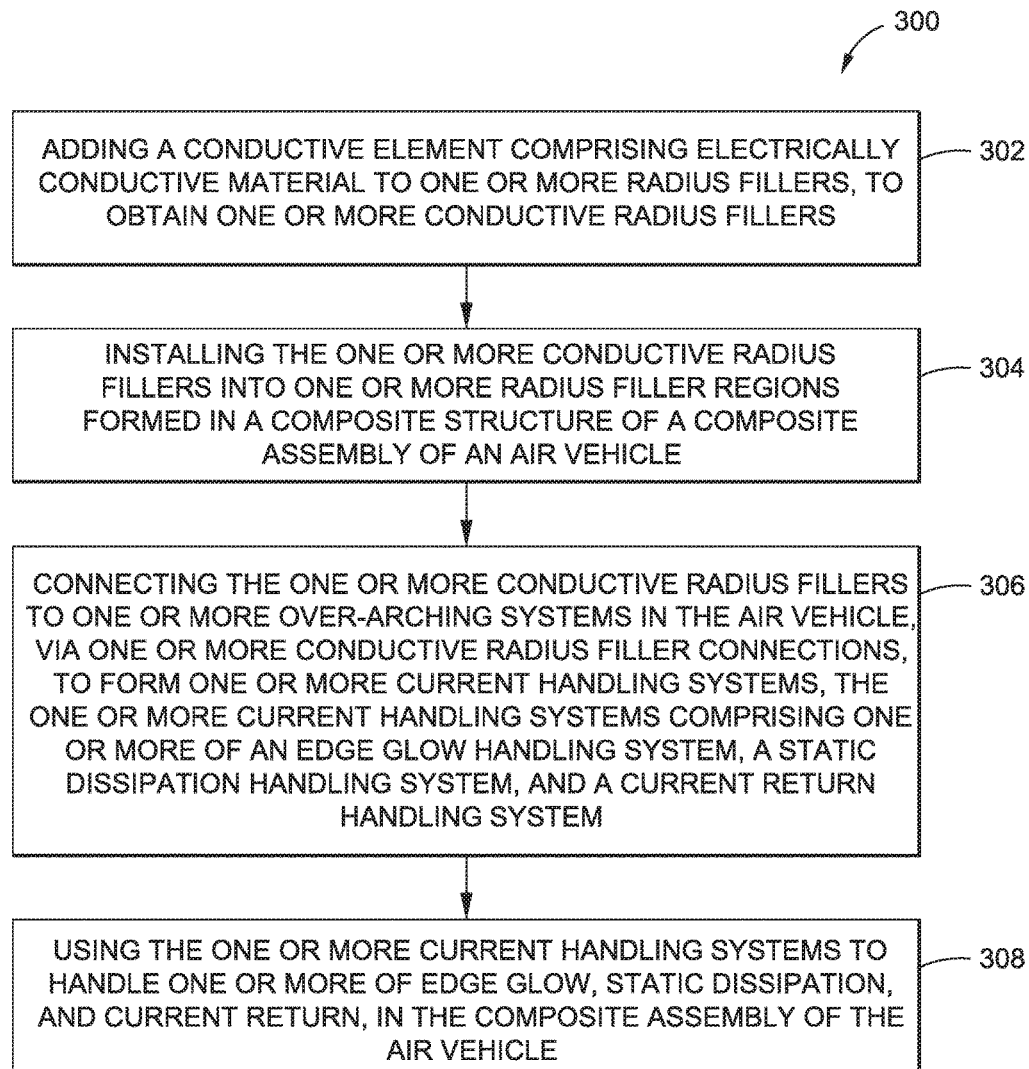 300
ADDING A CONDUCTIVE ELEMENT COMPRISING ELECTRICALLY
CONDUCTIVE MATERIAL TO ONE OR MORE RADIUS FILLERS, TO
OBTAIN ONE OR MORE CONDUCTIVE RADIUS FILLERS
302
INSTALLING THE ONE OR MORE CONDUCTIVE RADIUS
FILLERS INTO ONE OR MORE RADIUS FILLER REGIONS
FORMED IN A COMPOSITE STRUCTURE OF A COMPOSITE
ASSEMBLY OF AN AIR VEHICLE
304
CONNECTING THE ONE OR MORE CONDUCTIVE RADIUS FILLERS
TO ONE OR MORE OVER-ARCHING SYSTEMS IN THE AIR VEHICLE,
VIA ONE OR MORE CONDUCTIVE RADIUS FILLER CONNECTIONS,
TO FORM ONE OR MORE CURRENT HANDLING SYSTEMS, THE
ONE OR MORE CURRENT HANDLING SYSTEMS COMPRISING ONE
OR MORE OF AN EDGE GLOW HANDLING SYSTEM, A STATIC
DISSIPATION HANDLING SYSTEM, AND A CURRENT RETURN
HANDLING SYSTEM
306
USING THE ONE OR MORE CURRENT HANDLING SYSTEMS TO
HANDLE ONE OR MORE OF EDGE GLOW, STATIC DISSIPATION,
AND CURRENT RETURN, IN THE COMPOSITE ASSEMBLY OF THE
AIR VEHICLE
308